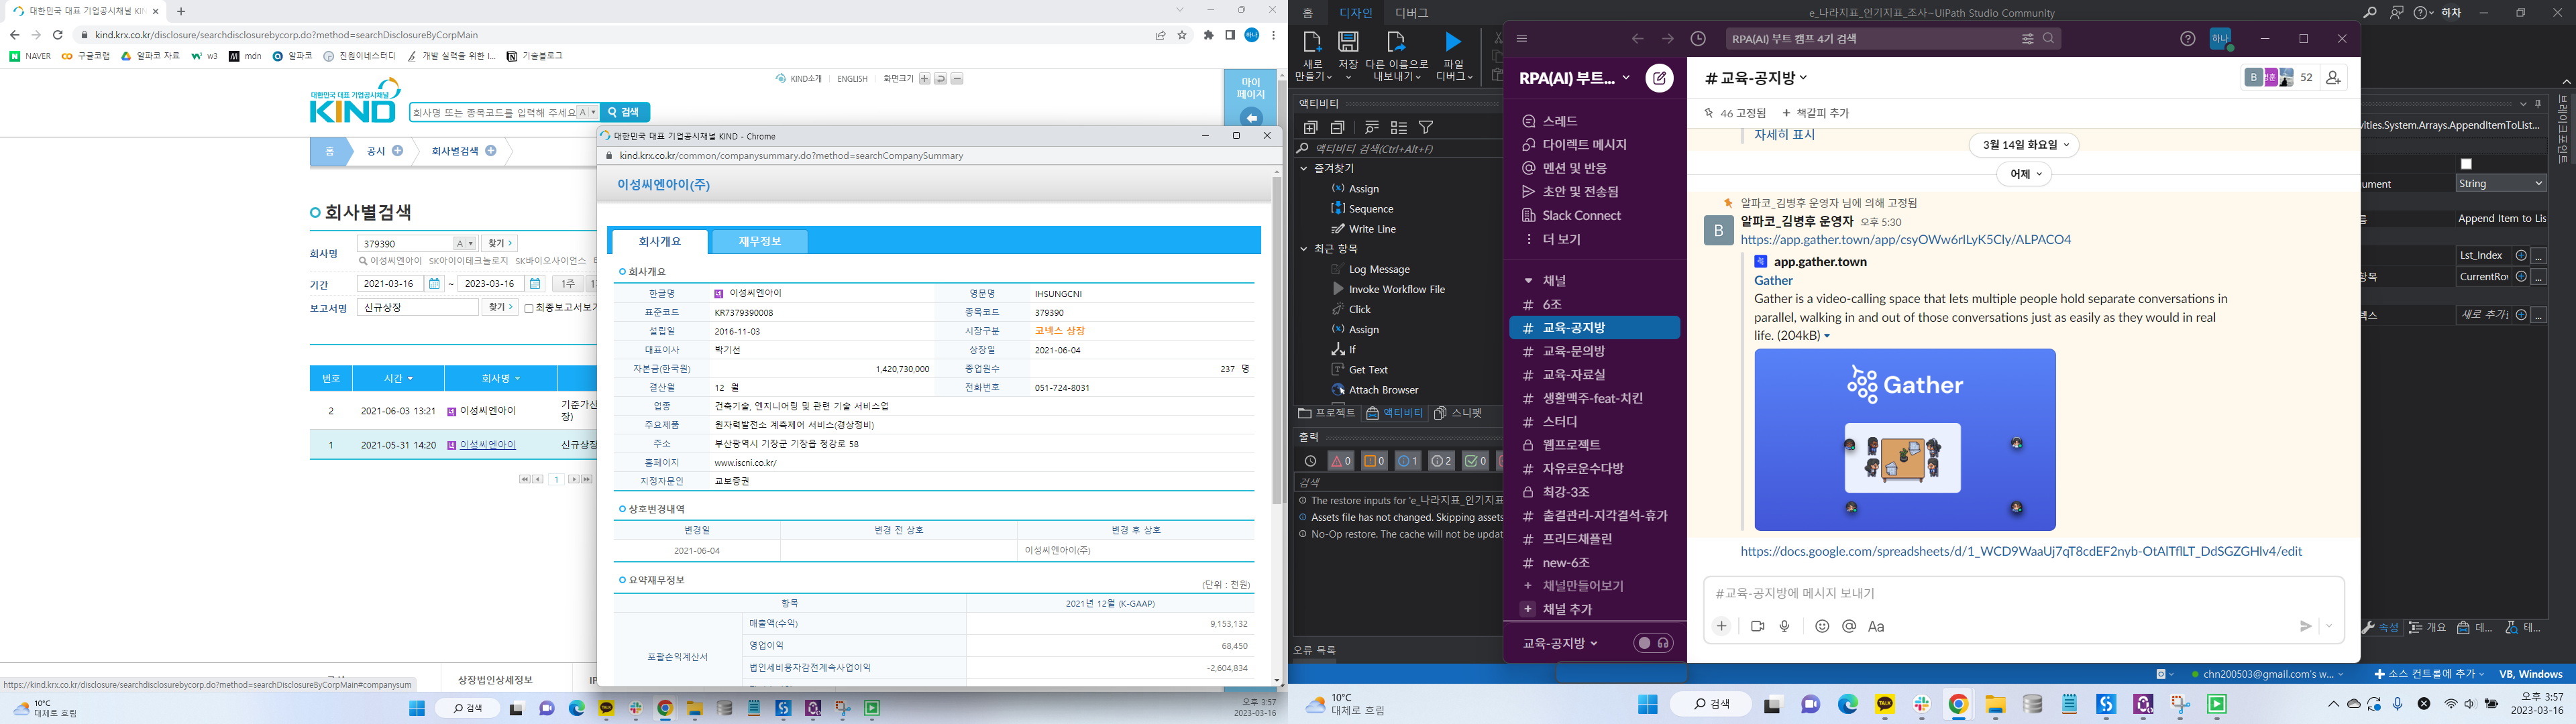 대한민국 대표 기업공시채널 KIN
kind.krx.co.kr/disclosure/searchdisclosurebycorp.do?method=searchDisclosureByCorpMain
NAVER
구글코랩
알파코 자료
w3
mdn
알파코
진원이네스터디
개발 실력을 위한 I...
기술블로그
KIND소개
ENGLISH
화면크기
마이
페이지
대한민국 대표 기업공시채널
KIND
회사명 또는 종목코드를 입력해 주세요
A
검색
홈
공시
회사별검색
회사별검색
회사명
379390
A
찾기
이성씨엔아이 SK아이이테크놀로지 SK바이오사이언스
기간
2021-03-16 ~ 2023-03-16
1주
보고서명
신규상장
찾기
최종보고서보기
번호 시간 회사명
2 2021-06-03 13:21 이성씨엔아이 기준가산
장)
1 2021-05-31 14:20 이성씨엔아이 신규상장
1
상장법인상세정보
https://kind.krx.co.kr/disclosure/searchdisclosurebycorp.do?method=searchDisclosureByCorpMain#companysum
대한민국 대표 기업공시채널 KIND - Chrome
kind.krx.co.kr/common/companysummary.do?method=searchCompanySummary
이성씨엔아이(주)
회사개요
재무정보
회사개요
한글명 넥 이성씨엔아이 영문명 IHSUNGCNI
표준코드 KR7379390008 종목코드 379390
설립일 2016-11-03 시장구분 코넥스 상장
대표이사 박기선 상장일 2021-06-04
자본금(한국원) 1,420,730,000 종업원수 237 명
결산월 12 월 전화번호 051-724-8031
업종 건축기술, 엔지니어링 및 관련 기술 서비스업
주요제품 원자력발전소 계측제어 서비스(경상정비)
주소 부산광역시 기장군 기장읍 청강로 58
홈페이지 www.iscni.co.kr/
지정자문인 교보증권
상호변경내역
변경일 변경 전 상호 변경 후 상호
2021-06-04 이성씨엔아이(주)
요약재무정보
(단위 : 천원)
항목 2021년 12월 (K-GAAP)
포괄손익계산서
매출액(수익) 9,153,132
영업이익 68,450
법인세비용차감전계속사업이익 -2,604,834
10°C
대체로 흐림
검색
오후 3:57
2023-03-16
홈
디자인
디버그
e_나라지표_인기지표_조사~UiPath Studio Community
하차
새로
만들기
저장
다른 이름으로
내보내기
파일
디버그
액티비티
액티비티 검색(Ctrl+Alt+F)
즐겨찾기
Assign
Sequence
Write Line
최근 항목
Log Message
Invoke Workflow File
Click
Assign
If
Get Text
Attach Browser
프로젝트
액티비티
스니펫
출력
0
0
1
2
0
검색
The restore inputs for 'e_나라지표_인기지표
Assets file has not changed. Skipping assets
No-Op restore. The cache will not be updat
오류 목록
RPA(AI) 부트 캠프 4기 검색
하나
RPA(AI) 부트...
스레드
다이렉트 메시지
멘션 및 반응
초안 및 전송됨
Slack Connect
더 보기
채널
# 6조
# 교육-공지방
# 교육-문의방
# 교육-자료실
# 생활맥주-feat-치킨
# 스터디
웹프로젝트
# 자유로운수다방
최강-3조
# 출결관리-지각결석-휴가
# 프리드채플린
# new-6조
+ 채널만들어보기
+ 채널 추가
교육-공지방
# 교육-공지방
B
52
46 고정됨
+ 책갈피 추가
자세히 표시
3월 14일 화요일
어제
알파코_김병후 운영자 님에 의해 고정됨
B
알파코_김병후 운영자 오후 5:30
https://app.gather.town/app/csyOWw6rILyK5Cly/ALPACO4
app.gather.town
Gather
Gather is a video-calling space that lets multiple people hold separate conversations in
parallel, walking in and out of those conversations just as easily as they would in real
life. (204kB)
Gather
https://docs.google.com/spreadsheets/d/1_WCD9WaaUj7qT8cdEF2nyb-OtAITflLT_DdSGZGHlv4/edit
#교육-공지방에 메시지 보내기
Aa
vities.System.Arrays.AppendItemToList...
ument
String
Append Item to Lis
Lst_Index
항목
CurrentRo
새로 추가
브레이크포인트
속성
개요
데...
테...
chn200503@gmail.com's w...
소스 컨트롤에 추가
VB, Windows
10°C
대체로 흐림
검색
오후 3:57
2023-03-16